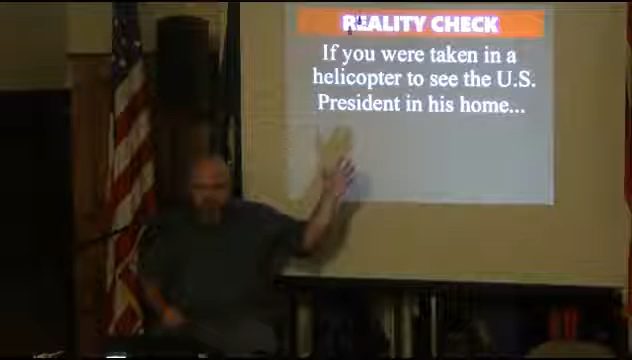 REALITY CHECK
If you were taken in a
helicopter to see the U.S.
President in his home...